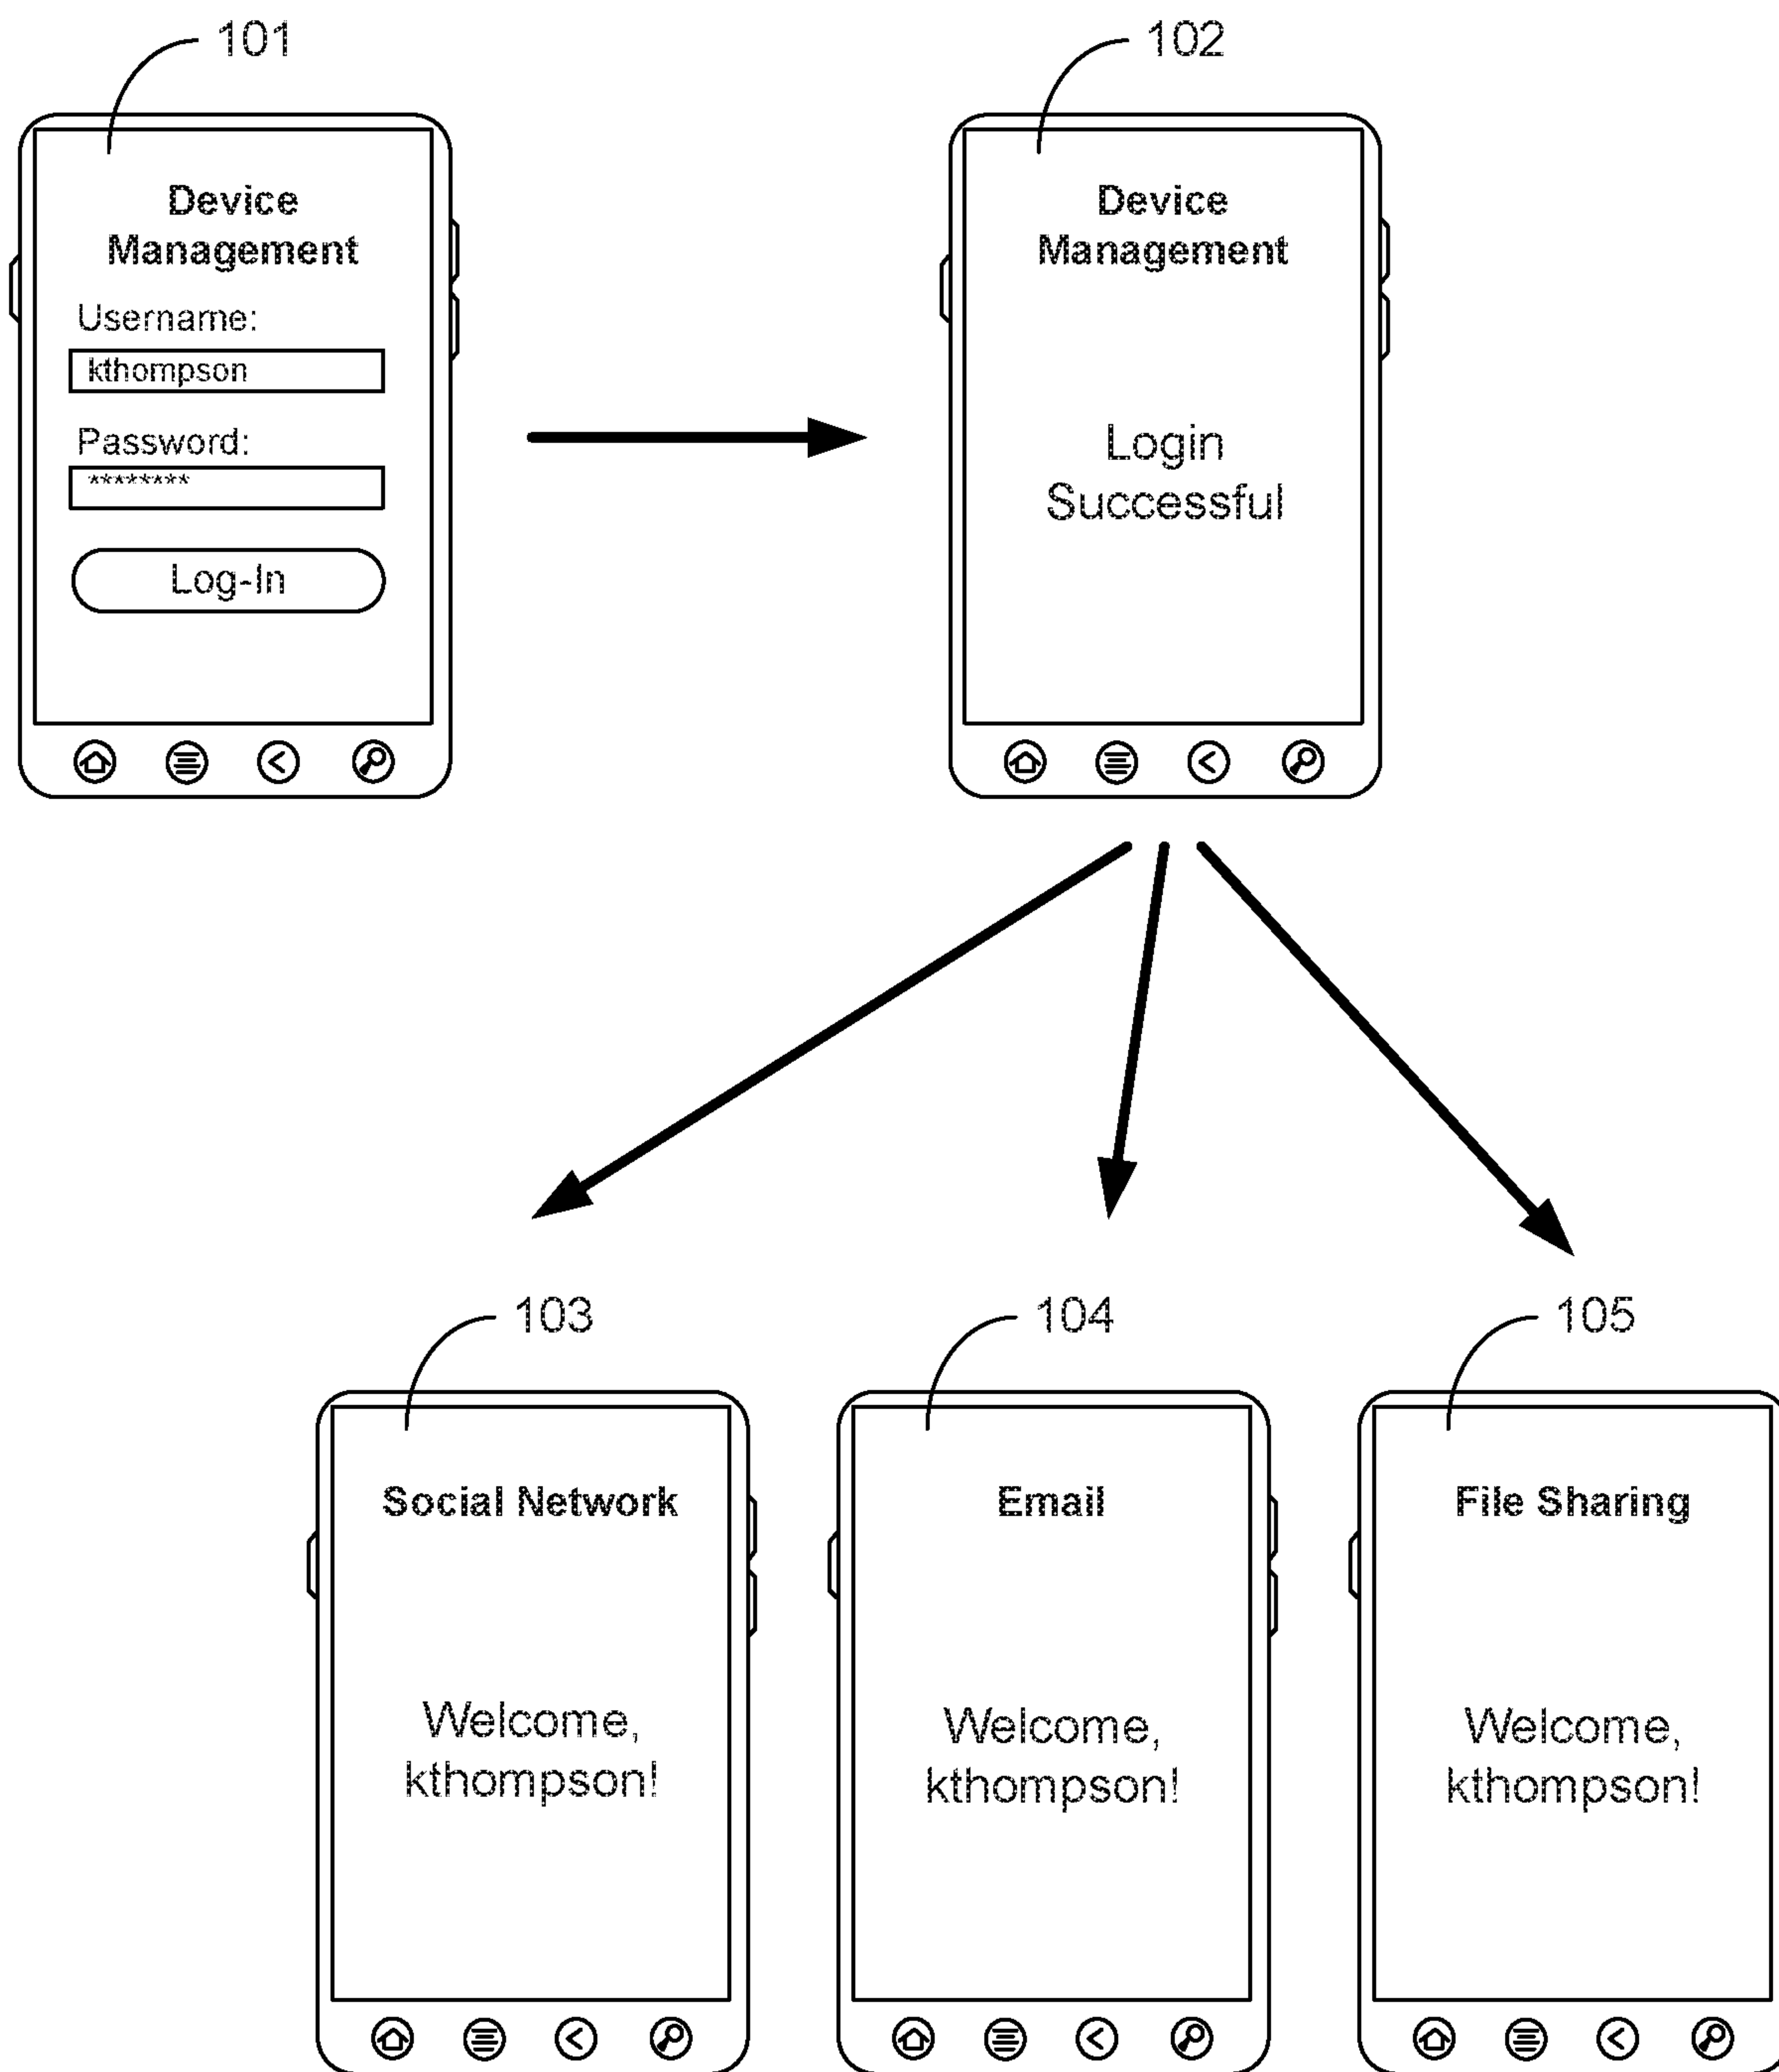 101
Device
Management
Username:
kthompson
Password:
********
Log-In
102
Device
Management
Login
Successful
103
Social Network
Welcome,
kthompson!
104
Email
Welcome,
kthompson!
105
File Sharing
Welcome,
kthompson!